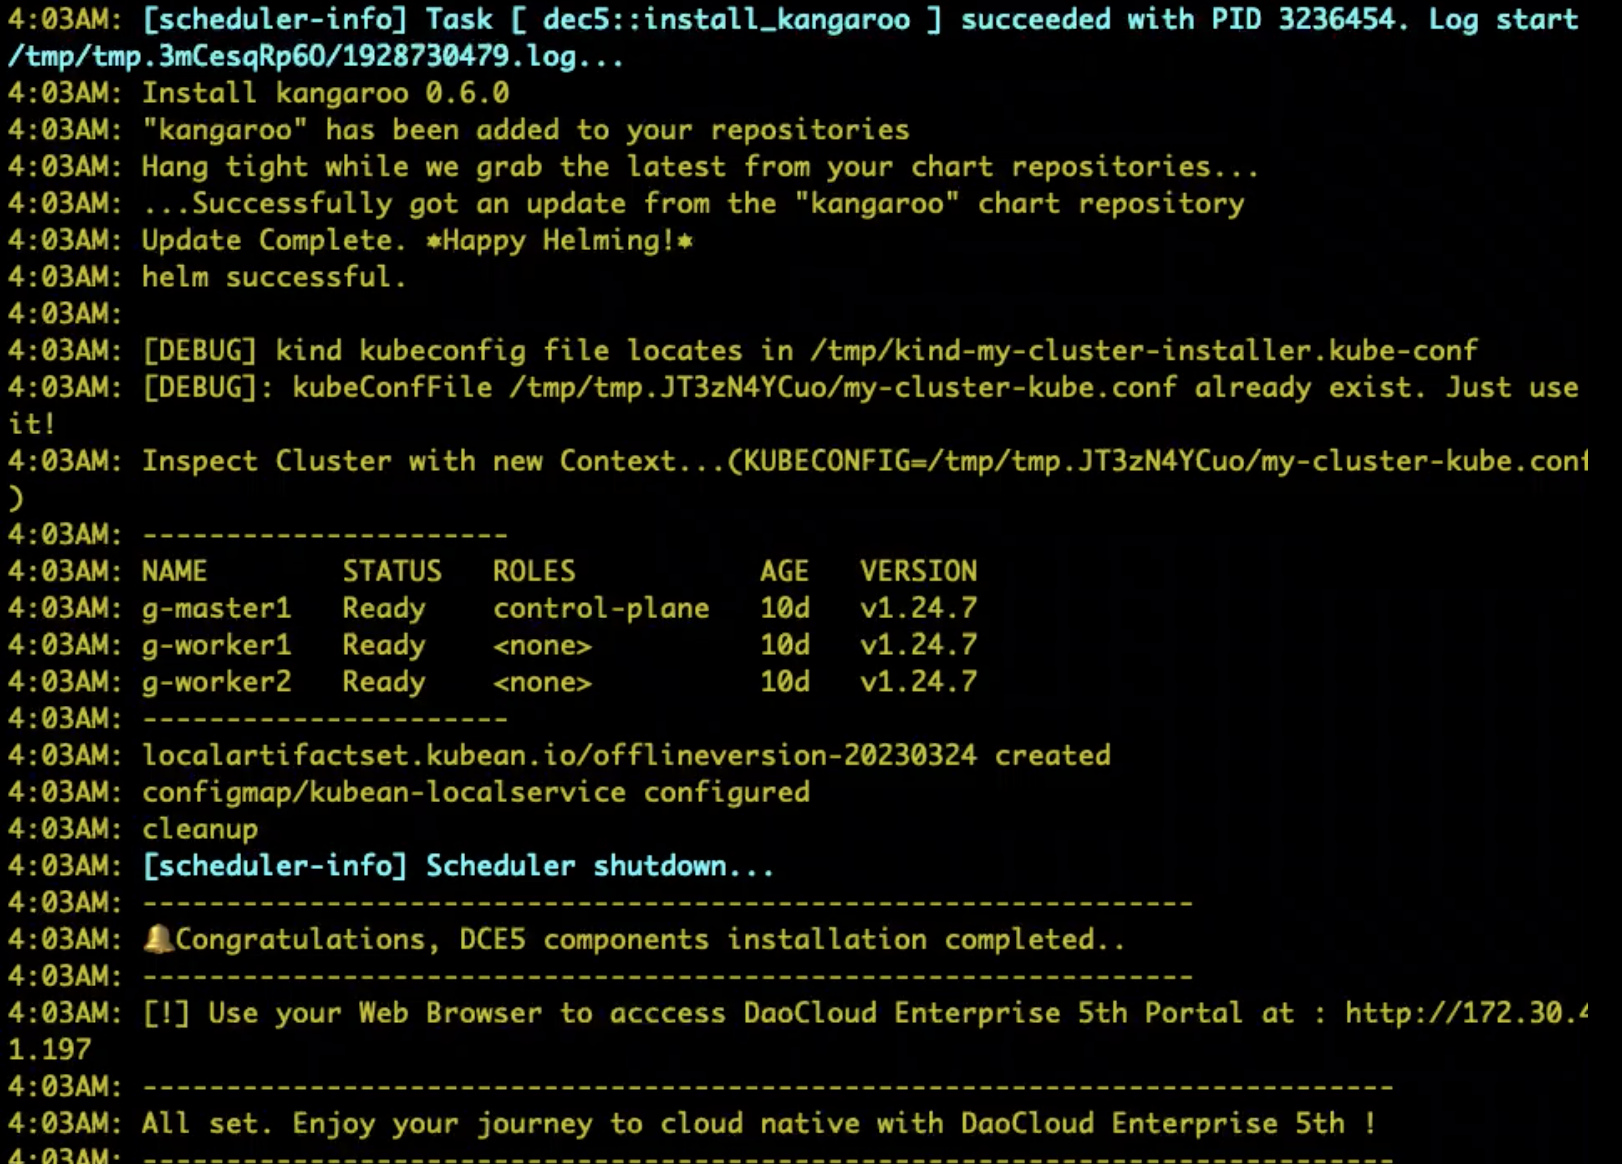 4:03AM: [scheduler-info] Task [ dec5::install_kangaroo ] succeeded with PID 3236454. Log start
/tmp/tmp.3mCesqRp6O/1928730479.log...
4:03AM: Install kangaroo 0.6.0
4:03AM: "kangaroo" has been added to your repositories
4:03AM: Hang tight while we grab the latest from your chart repositories...
4:03AM: ...Successfully got an update from the "kangaroo" chart repository
4:03AM: Update Complete. ⎈Happy Helming!⎈
4:03AM: helm successful.
4:03AM:
4:03AM: [DEBUG] kind kubeconfig file locates in /tmp/kind-my-cluster-installer.kube-conf
4:03AM: [DEBUG]: kubeConfFile /tmp/tmp.JT3zN4YCuo/my-cluster-kube.conf already exist. Just use
it!
4:03AM: Inspect Cluster with new Context...(KUBECONFIG=/tmp/tmp.JT3zN4YCuo/my-cluster-kube.conf
)
4:03AM: ----------------------
4:03AM: NAME        STATUS   ROLES           AGE   VERSION
4:03AM: g-master1   Ready    control-plane   10d   v1.24.7
4:03AM: g-worker1   Ready    <none>          10d   v1.24.7
4:03AM: g-worker2   Ready    <none>          10d   v1.24.7
4:03AM: ----------------------
4:03AM: localartifactset.kubean.io/offlineversion-20230324 created
4:03AM: configmap/kubean-localservice configured
4:03AM: cleanup
4:03AM: [scheduler-info] Scheduler shutdown...
4:03AM: ---------------------------------------------------------------
4:03AM: 🔔Congratulations, DCE5 components installation completed..
4:03AM: ---------------------------------------------------------------
4:03AM: [!] Use your Web Browser to acccess DaoCloud Enterprise 5th Portal at : http://172.30.4
1.197
4:03AM: ---------------------------------------------------------------------------
4:03AM: All set. Enjoy your journey to cloud native with DaoCloud Enterprise 5th !
4:03AM: ---------------------------------------------------------------------------